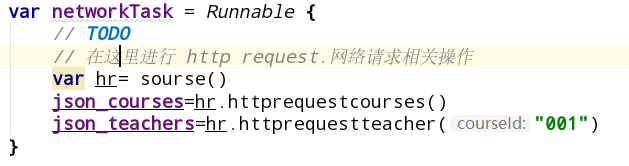 var networkTask = Runnable {
// TODO
// 在这里进行 http request.网络请求相关操作
var hr= sourse()
json_courses=hr.httprequestcourses()
json_teachers=hr.httprequestteacher( courseId: "001")
}